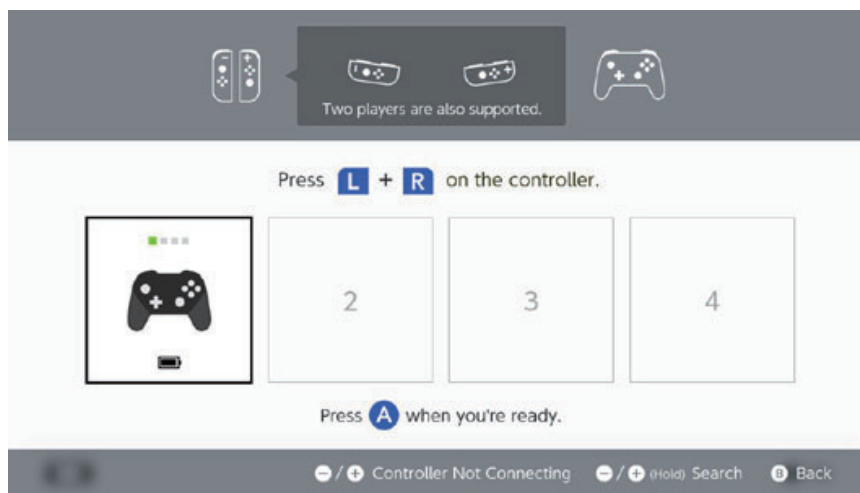 Two players are also supported.
Press L + R on the controller.
2
3
4
Press A when you're ready.
−/+ Controller Not Connecting −/+ (Hold) Search B Back